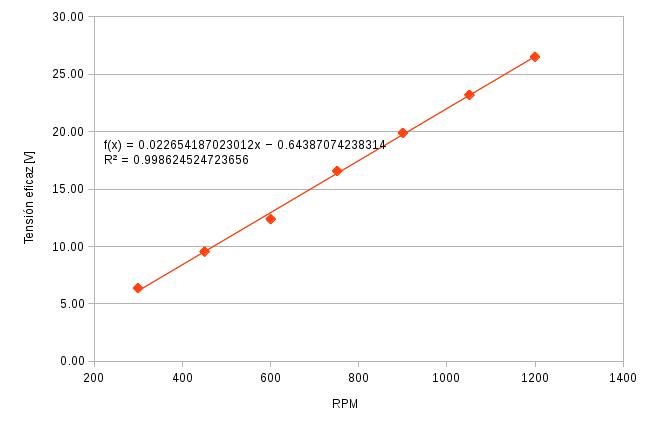 30.00
25.00
20.00
f(x) = 0.022654187023012x − 0.64387074238314
R² = 0.998624524723656
15.00
Tensión eficaz [V]
10.00
5.00
0.00
200 400 600 800 1000 1200 1400
RPM